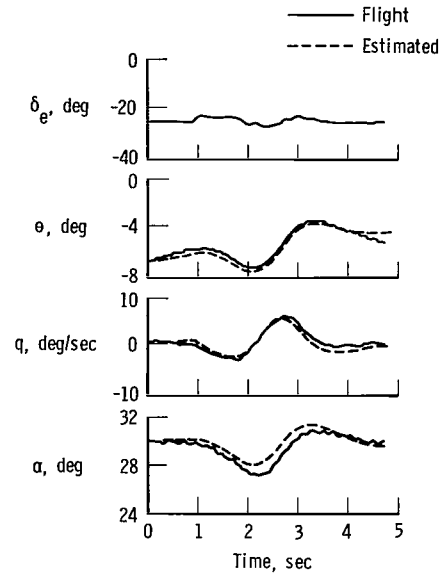 Flight
Estimated
0
δe, deg
-20
-40
0
θ, deg
-4
-8
10
q, deg/sec
0
-10
32
α, deg
28
24
0 1 2 3 4 5
Time, sec